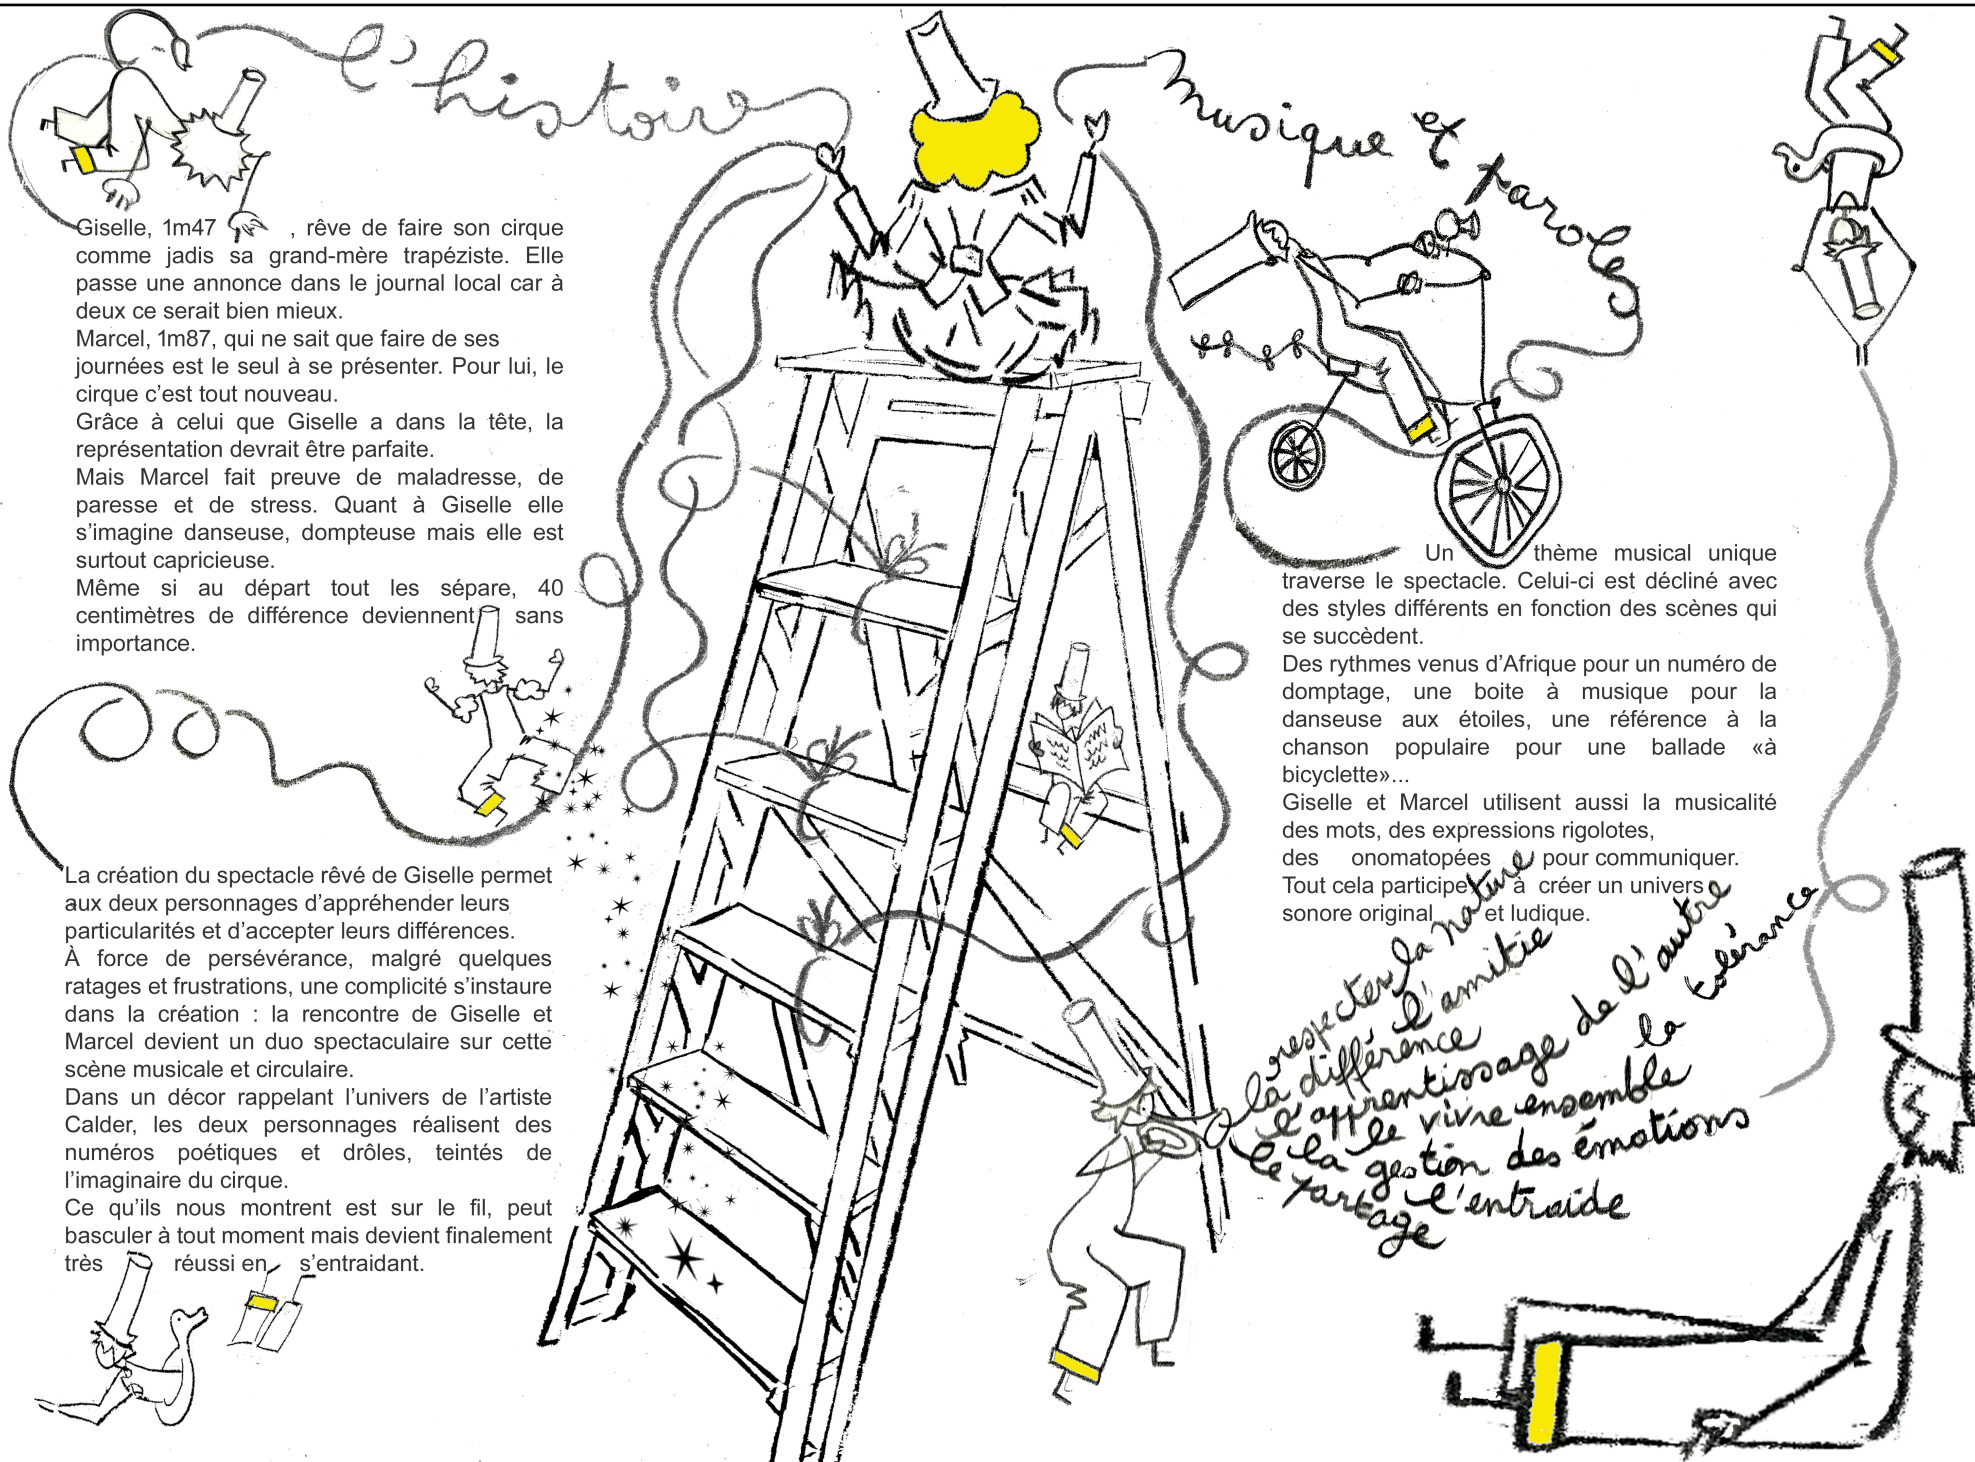 l'histoire
Giselle, 1m47 , rêve de faire son cirque
comme jadis sa grand-mère trapéziste. Elle
passe une annonce dans le journal local car à
deux ce serait bien mieux.
Marcel, 1m87, qui ne sait que faire de ses
journées est le seul à se présenter. Pour lui, le
cirque c’est tout nouveau.
Grâce à celui que Giselle a dans la tête, la
représentation devrait être parfaite.
Mais Marcel fait preuve de maladresse, de
paresse et de stress. Quant à Giselle elle
s’imagine danseuse, dompteuse mais elle est
surtout capricieuse.
Même si au départ tout les sépare, 40
centimètres de différence deviennent sans
importance.
La création du spectacle rêvé de Giselle permet
aux deux personnages d’appréhender leurs
particularités et d’accepter leurs différences.
À force de persévérance, malgré quelques
ratages et frustrations, une complicité s’instaure
dans la création : la rencontre de Giselle et
Marcel devient un duo spectaculaire sur cette
scène musicale et circulaire.
Dans un décor rappelant l’univers de l’artiste
Calder, les deux personnages réalisent des
numéros poétiques et drôles, teintés de
l’imaginaire du cirque.
Ce qu’ils nous montrent est sur le fil, peut
basculer à tout moment mais devient finalement
très réussi en s’entraidant.
musique et paroles
Un thème musical unique
traverse le spectacle. Celui-ci est décliné avec
des styles différents en fonction des scènes qui
se succèdent.
Des rythmes venus d’Afrique pour un numéro de
domptage, une boite à musique pour la
danseuse aux étoiles, une référence à la
chanson populaire pour une ballade «à
bicyclette»...
Giselle et Marcel utilisent aussi la musicalité
des mots, des expressions rigolotes,
des onomatopées pour communiquer.
Tout cela participe à créer un univers
sonore original et ludique.
respecter la nature
la différence l'amitié
l'apprentissage de l'autre
le vivre ensemble la tolérance
la gestion des émotions
le partage l'entraide